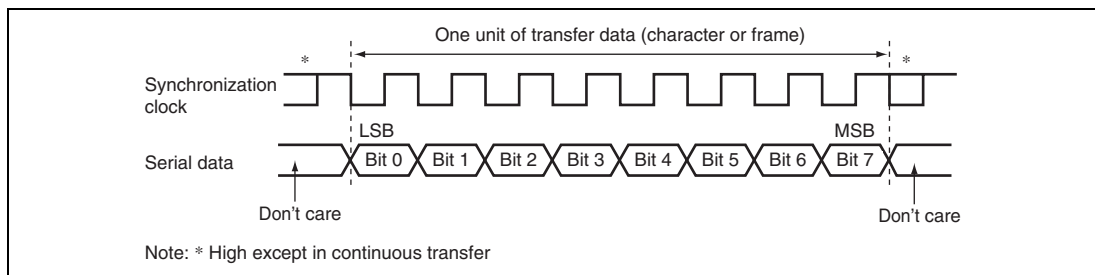 One unit of transfer data (character or frame)
* *
Synchronization
clock
LSB MSB
Serial data Bit 0 Bit 1 Bit 2 Bit 3 Bit 4 Bit 5 Bit 6 Bit 7
Don't care Don't care
Note: * High except in continuous transfer